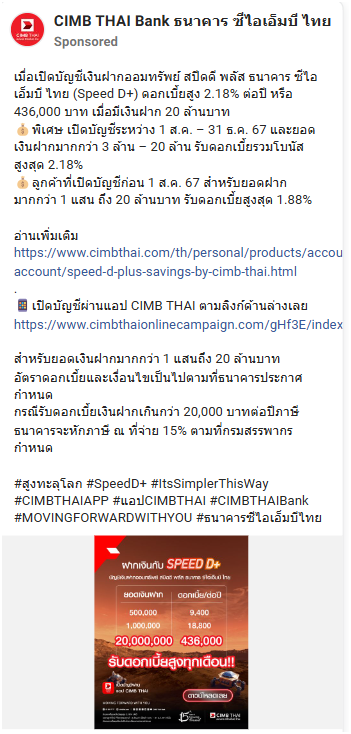 CIMB THAI Bank ธนาคาร ซีไอเอ็มบี ไทย
Sponsored
เมื่อเปิดบัญชีเงินฝากออมทรัพย์ สปีดดี พลัส ธนาคาร ซีไอ
เอ็มบี ไทย (Speed D+) ดอกเบี้ยสูง 2.18% ต่อปี หรือ
436,000 บาท เมื่อมีเงินฝาก 20 ล้านบาท
💰 พิเศษ เปิดบัญชีระหว่าง 1 ส.ค. – 31 ธ.ค. 67 และยอด
เงินฝากมากกว่า 3 ล้าน – 20 ล้าน รับดอกเบี้ยรวมโบนัส
สูงสุด 2.18%
💰 ลูกค้าที่เปิดบัญชีก่อน 1 ส.ค. 67 สำหรับยอดฝาก
มากกว่า 1 แสน ถึง 20 ล้านบาท รับดอกเบี้ยสูงสุด 1.88%
อ่านเพิ่มเติม
https://www.cimbthai.com/th/personal/products/accou
account/speed-d-plus-savings-by-cimb-thai.html
.
📱 เปิดบัญชีผ่านแอป CIMB THAI ตามลิงก์ด้านล่างเลย
https://www.cimbthaionlinecampaign.com/gHf3E/index
สำหรับยอดเงินฝากมากกว่า 1 แสนถึง 20 ล้านบาท
อัตราดอกเบี้ยและเงื่อนไขเป็นไปตามที่ธนาคารประกาศ
กำหนด
กรณีรับดอกเบี้ยเงินฝากเกินกว่า 20,000 บาทต่อปีภาษี
ธนาคารจะหักภาษี ณ ที่จ่าย 15% ตามที่กรมสรรพากร
กำหนด
#สูงทะลุโลก #SpeedD+ #ItsSimplerThisWay
#CIMBTHAIAPP #แอปCIMBTHAI #CIMBTHAIBank
#MOVINGFORWARDWITHYOU #ธนาคารซีไอเอ็มบีไทย
ฝากเงินกับ SPEED D+
บัญชีเงินฝากออมทรัพย์ สปีดดี พลัส ธนาคาร ซีไอเอ็มบี ไทย
ยอดเงินฝาก ดอกเบี้ย/ต่อปี
500,000 9,400
1,000,000 18,800
20,000,000 436,000
รับดอกเบี้ยสูงทุกเดือน!!
CIMB THAI
ดาวน์โหลดเลย
CIMB THAI